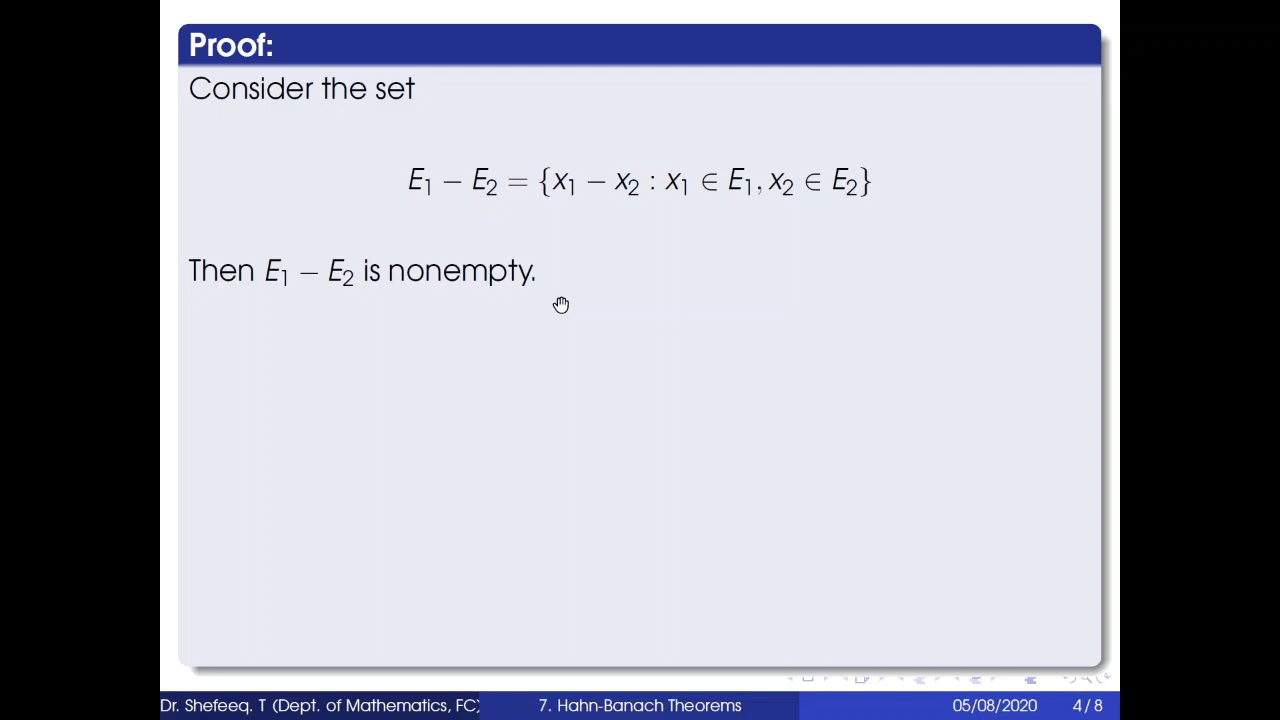 Proof:
Consider the set
E₁ − E₂ = {x₁ − x₂ : x₁ ∈ E₁, x₂ ∈ E₂}
Then E₁ − E₂ is nonempty.
Dr. Shefeeq. T (Dept. of Mathematics, FC) 7. Hahn-Banach Theorems 05/08/2020 4 / 8